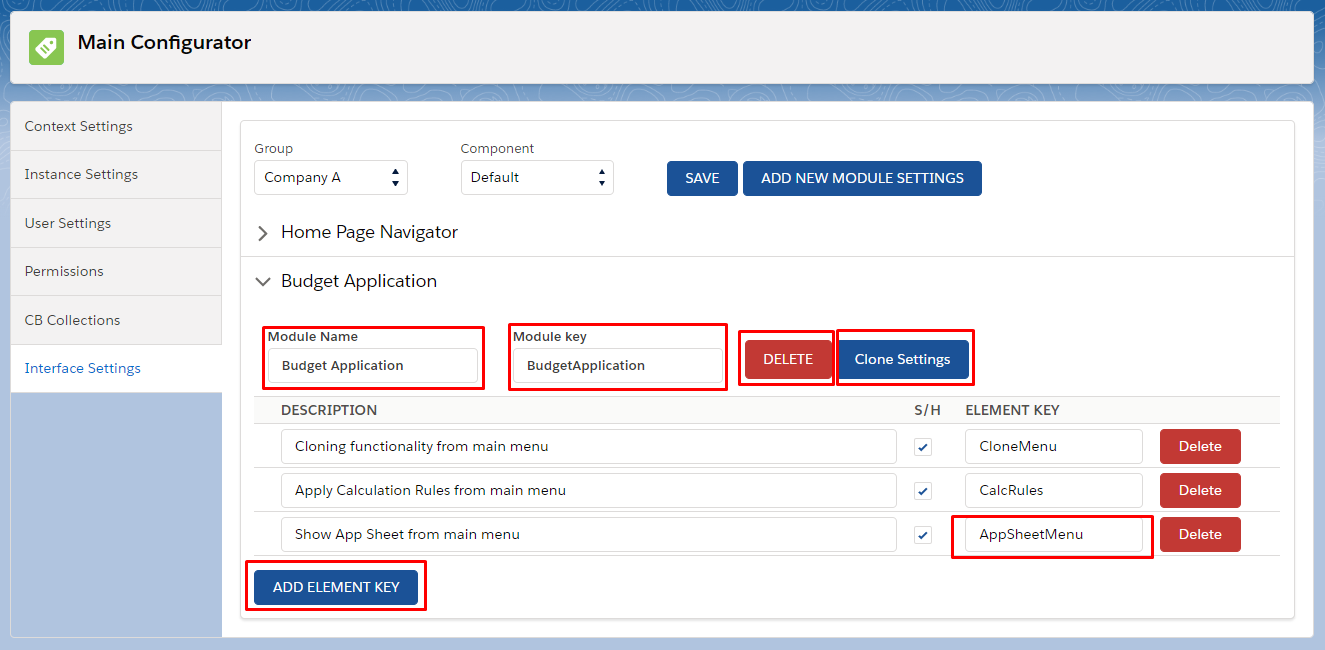 Main Configurator
Context Settings
Instance Settings
User Settings
Permissions
CB Collections
Interface Settings
Group
Component
Company A
Default
SAVE
ADD NEW MODULE SETTINGS
Home Page Navigator
Budget Application
Module Name
Module key
Budget Application
BudgetApplication
DELETE
Clone Settings
DESCRIPTION S/H ELEMENT KEY
Cloning functionality from main menu CloneMenu Delete
Apply Calculation Rules from main menu CalcRules Delete
Show App Sheet from main menu AppSheetMenu Delete
ADD ELEMENT KEY